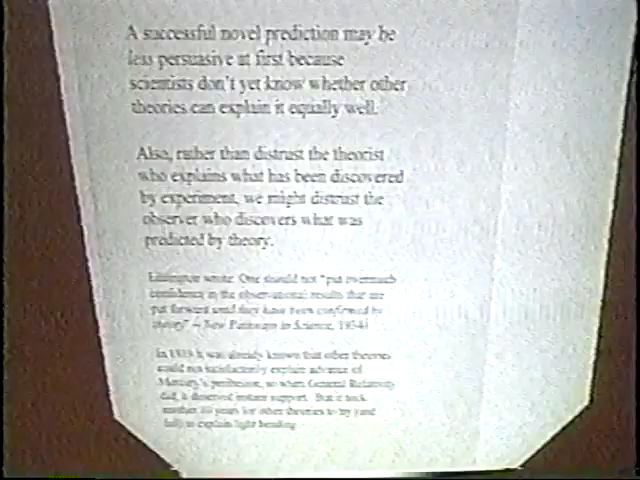 A successful novel prediction may be
less persuasive at first because
scientists don't yet know whether other
theories can explain it equally well.
Also, rather than distrust the theorist
who explains what has been discovered
by experiment, we might distrust the
observer who discovers what was
predicted by theory.
Eddington wrote: One should not "put overmuch
confidence in the observational results that are
put forward until they have been confirmed by
theory" – New Pathways in Science, 1934
In 1919 it was already known that other theories
could not satisfactorily explain advance of
Mercury's perihelion, so when General Relativity
did, it deserved instant support. But it took
another 10 years for other theories to try (and
fail) to explain light bending